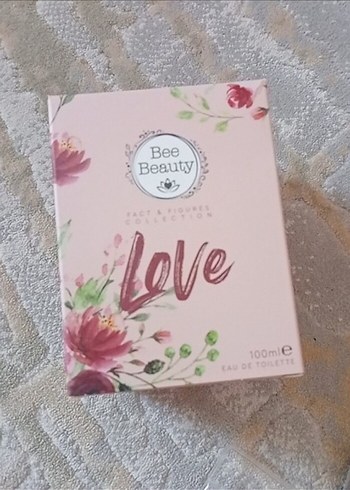 Bee
Beauty
FACT & FIGURES
COLLECTION
Love
100ml e
EAU DE TOILETTE